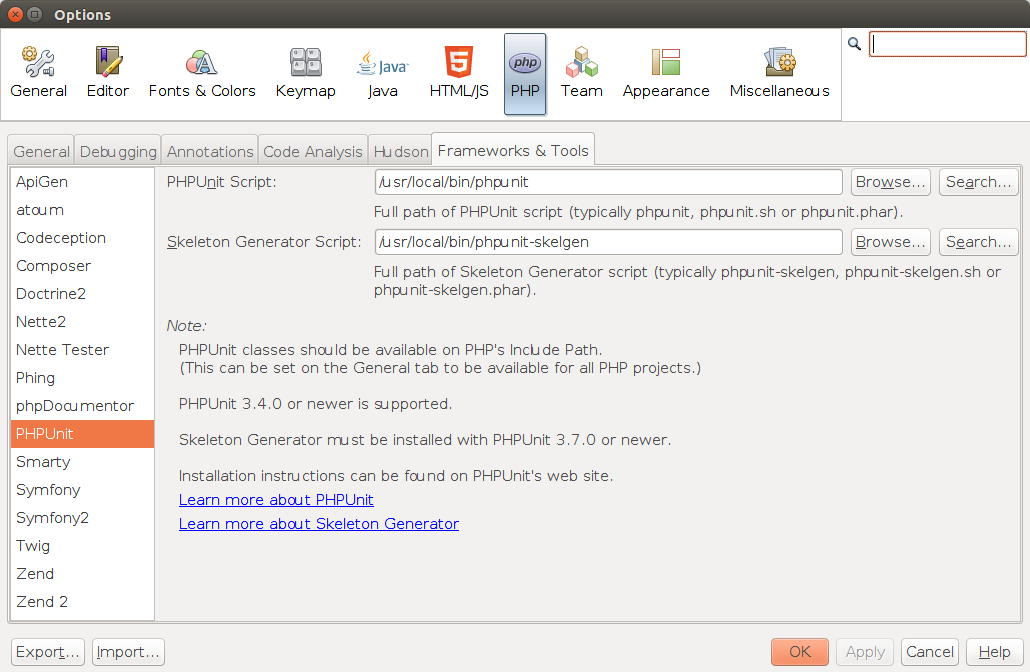 Options
General Editor Fonts & Colors Keymap Java HTML/JS PHP Team Appearance Miscellaneous
General Debugging Annotations Code Analysis Hudson Frameworks & Tools
ApiGen
atoum
Codeception
Composer
Doctrine2
Nette2
Nette Tester
Phing
phpDocumentor
PHPUnit
Smarty
Symfony
Symfony2
Twig
Zend
Zend 2
PHPUnit Script: /usr/local/bin/phpunit Browse... Search...
Full path of PHPUnit script (typically phpunit, phpunit.sh or phpunit.phar).
Skeleton Generator Script: /usr/local/bin/phpunit-skelgen Browse... Search...
Full path of Skeleton Generator script (typically phpunit-skelgen, phpunit-skelgen.sh or
phpunit-skelgen.phar).
Note:
PHPUnit classes should be available on PHP's Include Path.
(This can be set on the General tab to be available for all PHP projects.)
PHPUnit 3.4.0 or newer is supported.
Skeleton Generator must be installed with PHPUnit 3.7.0 or newer.
Installation instructions can be found on PHPUnit's web site.
Learn more about PHPUnit
Learn more about Skeleton Generator
Export... Import... OK Apply Cancel Help